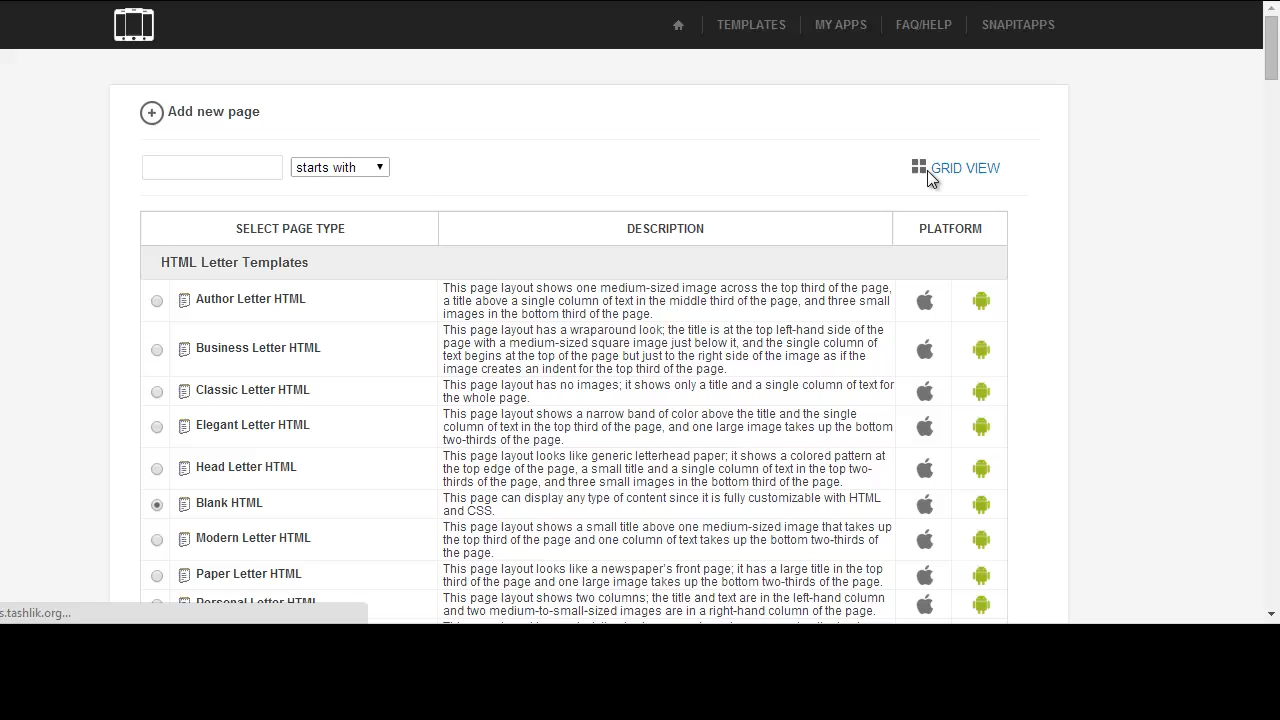 TEMPLATES MY APPS FAQ/HELP SNAPITAPPS
Add new page
starts with
GRID VIEW
SELECT PAGE TYPE DESCRIPTION PLATFORM
HTML Letter Templates
Author Letter HTML
This page layout shows one medium-sized image across the top third of the page,
a title above a single column of text in the middle third of the page, and three small
images in the bottom third of the page.
Business Letter HTML
This page layout has a wraparound look; the title is at the top left-hand side of the
page with a medium-sized square image just below it, and the single column of
text begins at the top of the page but just to the right side of the image as if the
image creates an indent for the top third of the page.
Classic Letter HTML
This page layout has no images; it shows only a title and a single column of text for
the whole page.
Elegant Letter HTML
This page layout shows a narrow band of color above the title and the single
column of text in the top third of the page, and one large image takes up the bottom
two-thirds of the page.
Head Letter HTML
This page layout looks like generic letterhead paper; it shows a colored pattern at
the top edge of the page, a small title and a single column of text in the top two-
thirds of the page, and three small images in the bottom third of the page.
Blank HTML
This page can display any type of content since it is fully customizable with HTML
and CSS.
Modern Letter HTML
This page layout shows a small title above one medium-sized image that takes up
the top third of the page and one column of text takes up the bottom two-thirds of
the page.
Paper Letter HTML
This page layout looks like a newspaper's front page; it has a large title in the top
third of the page and one large image takes up the bottom two-thirds of the page.
Personal Letter HTML
This page layout shows two columns; the title and text are in the left-hand column
and two medium-to-small-sized images are in a right-hand column of the page.
s.tashlik.org...